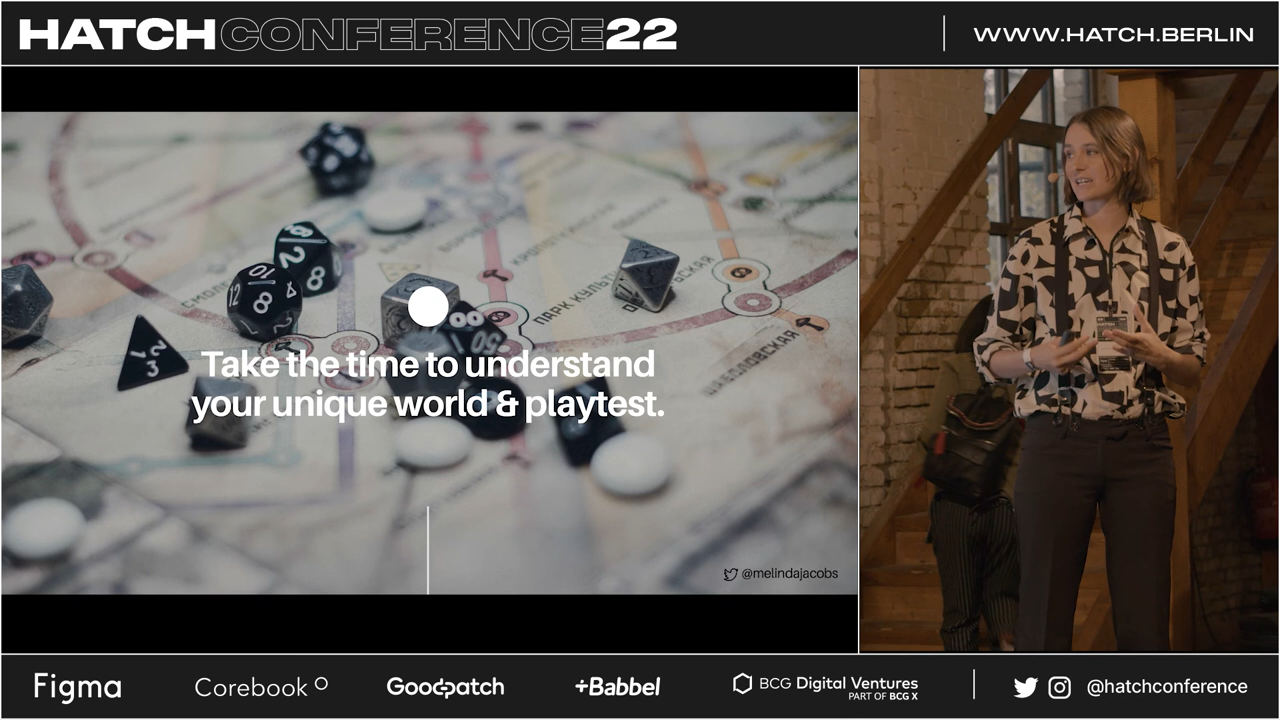 HATCHCONFERENCE22
WWW.HATCH.BERLIN
Take the time to understand
your unique world & playtest.
@melindajacobs
ПАРК КУЛЬТ
Figma
Corebook
Goodpatch
+Babbel
BCG Digital Ventures
PART OF BCG X
@hatchconference